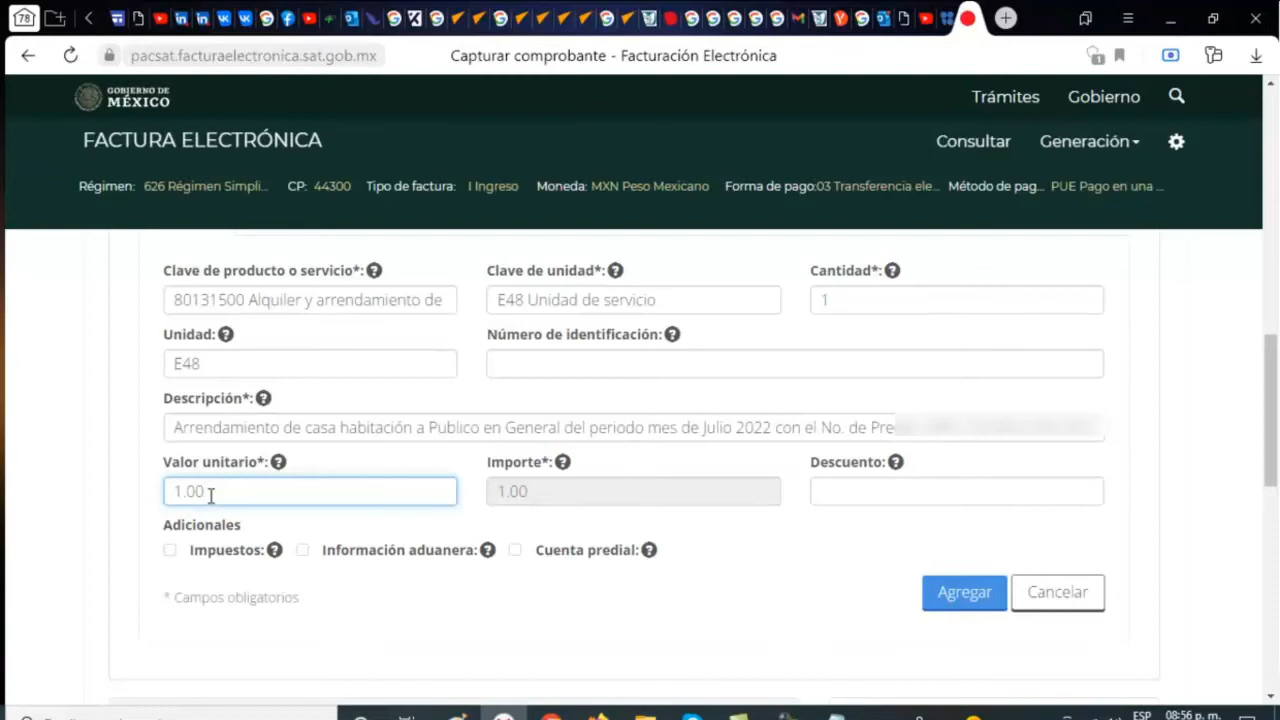 78
pacsat.facturaelectronica.sat.gob.mx
Capturar comprobante - Facturación Electrónica
1
GOBIERNO DE
MÉXICO
Trámites
Gobierno
FACTURA ELECTRÓNICA
Consultar
Generación
Régimen: 626 Régimen Simpli... CP: 44300 Tipo de factura: I Ingreso Moneda: MXN Peso Mexicano Forma de pago:03 Transferencia ele... Método de pag... PUE Pago en una ...
Clave de producto o servicio*: ? Clave de unidad*: ? Cantidad*: ?
80131500 Alquiler y arrendamiento de E48 Unidad de servicio 1
Unidad: ? Número de identificación: ?
E48
Descripción*: ?
Arrendamiento de casa habitación a Publico en General del periodo mes de Julio 2022 con el No. de Pre
Valor unitario*: ? Importe*: ? Descuento: ?
1.00 1.00
Adicionales
Impuestos: ? Información aduanera: ? Cuenta predial: ?
* Campos obligatorios
Agregar Cancelar
ESP 08:56 p. m.